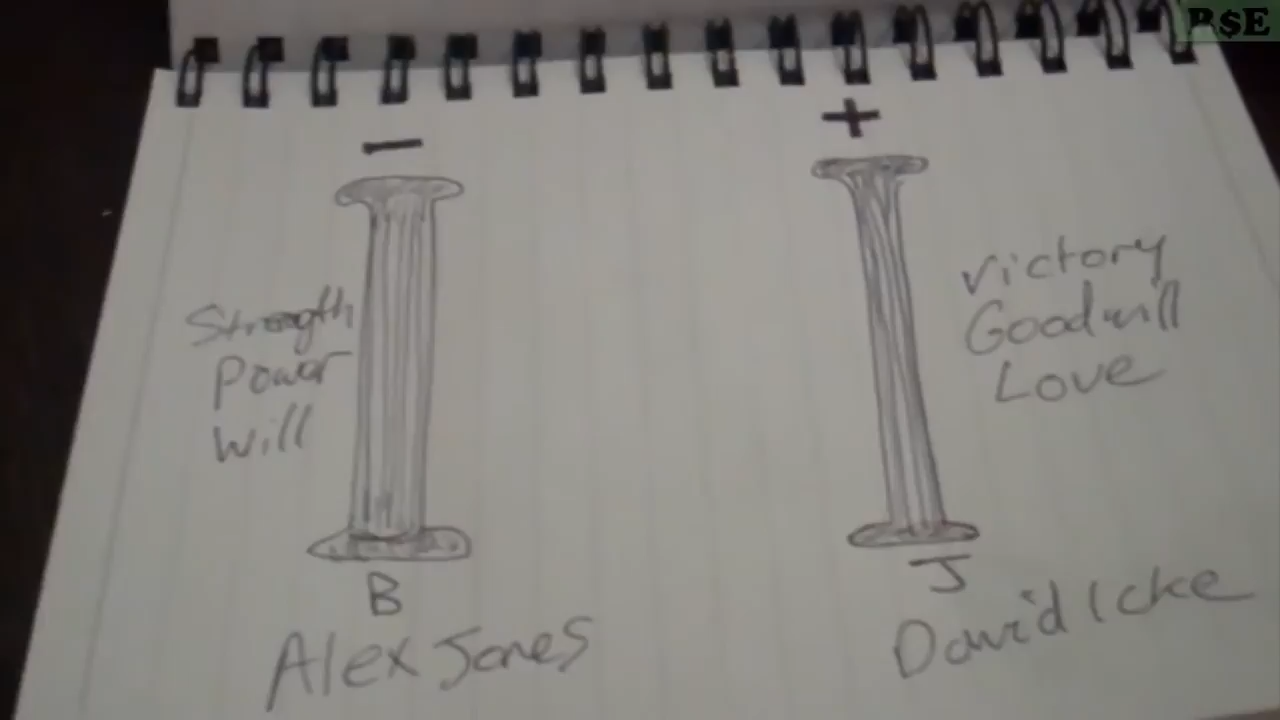 R$E
−
+
Strength
Power
Will
Victory
Goodwill
Love
B
J
Alex Jones
David Icke